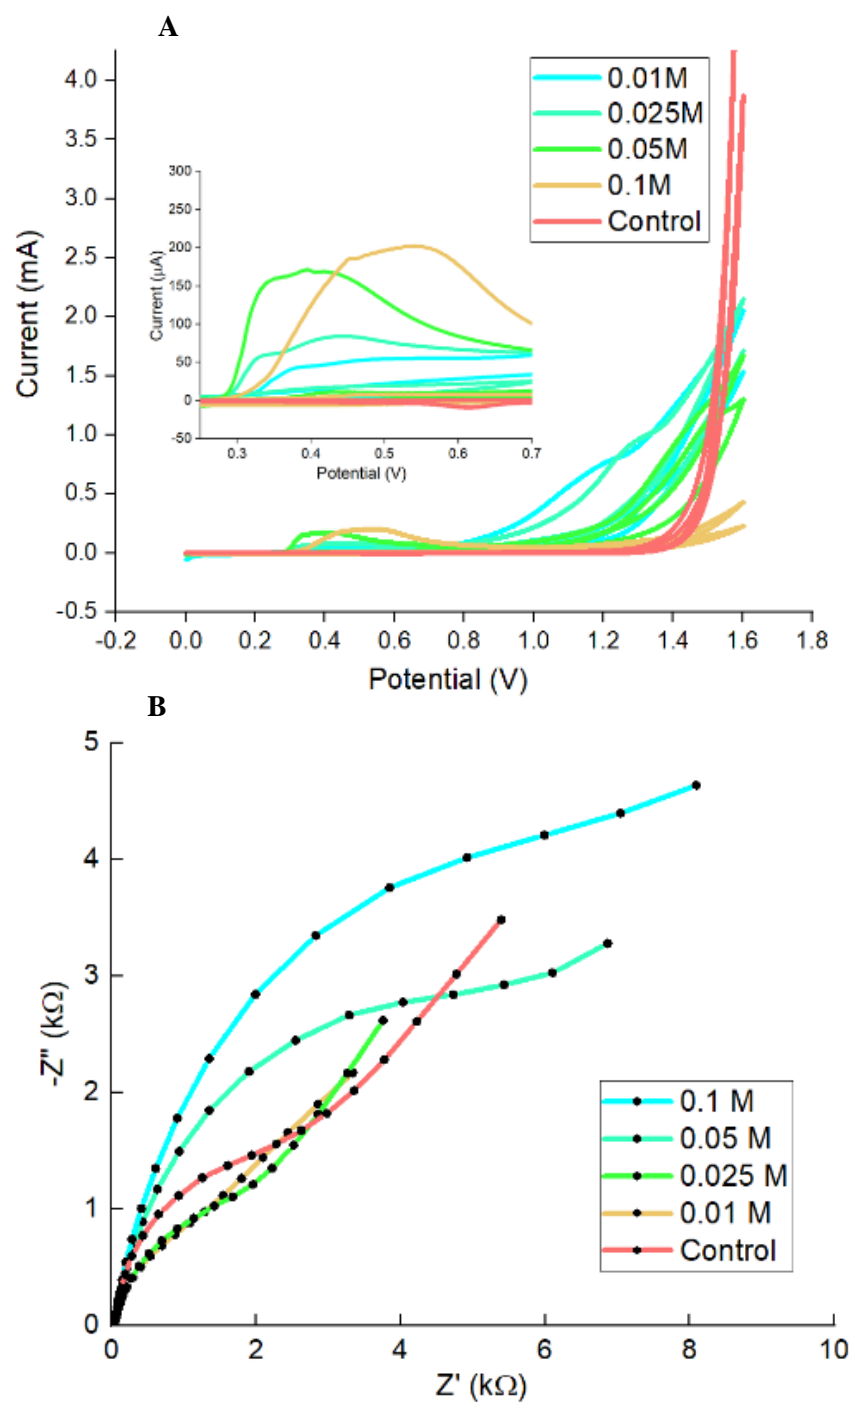 A
4.0
3.5
3.0
2.5
2.0
1.5
1.0
0.5
0.0
-0.5
Current (mA)
-0.2 0.0 0.2 0.4 0.6 0.8 1.0 1.2 1.4 1.6 1.8
Potential (V)
0.01M
0.025M
0.05M
0.1M
Control
300
250
200
150
100
50
0
-50
Current (μA)
0.3 0.4 0.5 0.6 0.7
Potential (V)
B
5
4
3
2
1
0
-Z" (kΩ)
0 2 4 6 8 10
Z' (kΩ)
0.1 M
0.05 M
0.025 M
0.01 M
Control